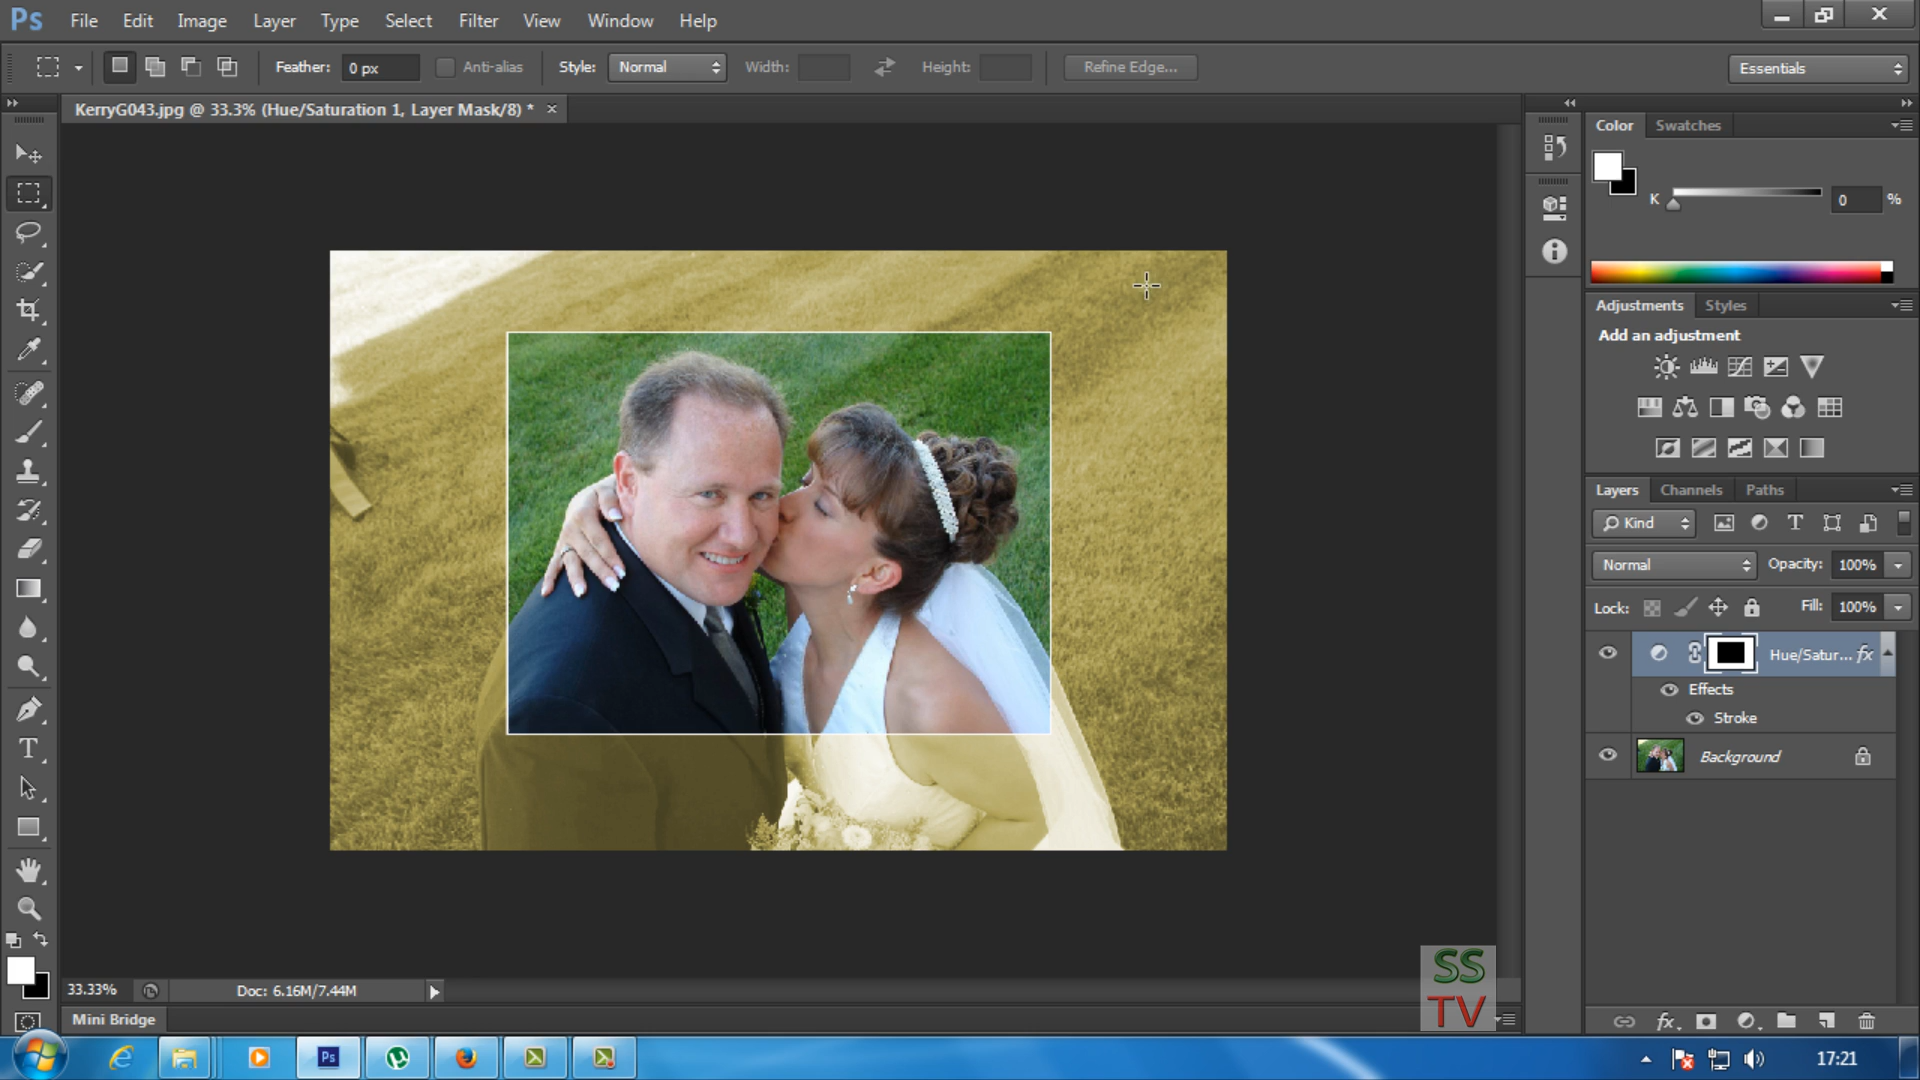 Ps File Edit Image Layer Type Select Filter View Window Help
Feather: 0 px Anti-alias Style: Normal Width: Height: Refine Edge... Essentials
KerryG043.jpg @ 33.3% (Hue/Saturation 1, Layer Mask/8) * ×
Color Swatches
K 0 %
Adjustments Styles
Add an adjustment
Layers Channels Paths
Kind
Normal Opacity: 100%
Lock: Fill: 100%
Hue/Satur... fx
Effects
Stroke
Background
33.33% Doc: 6.16M/7.44M
Mini Bridge
SS
TV
fx
Ps
17:21